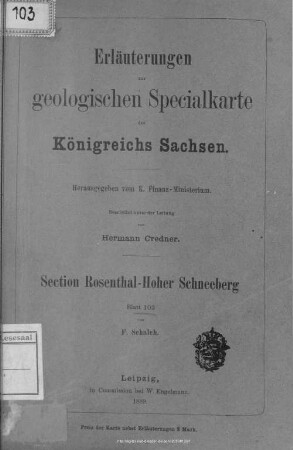 103
Erläuterungen
zur
geologischen Specialkarte
des
Königreichs Sachsen.
Herausgegeben vom K. Finanz-Ministerium.
Bearbeitet unter der Leitung
von
Hermann Credner.
Section Rosenthal-Hoher Schneeberg
Blatt 103
von
F. Schalch.
Leipzig,
in Commission bei W. Engelmann.
Preis der Karte nebst Erläuterungen 3 Mark.
Lesesaal